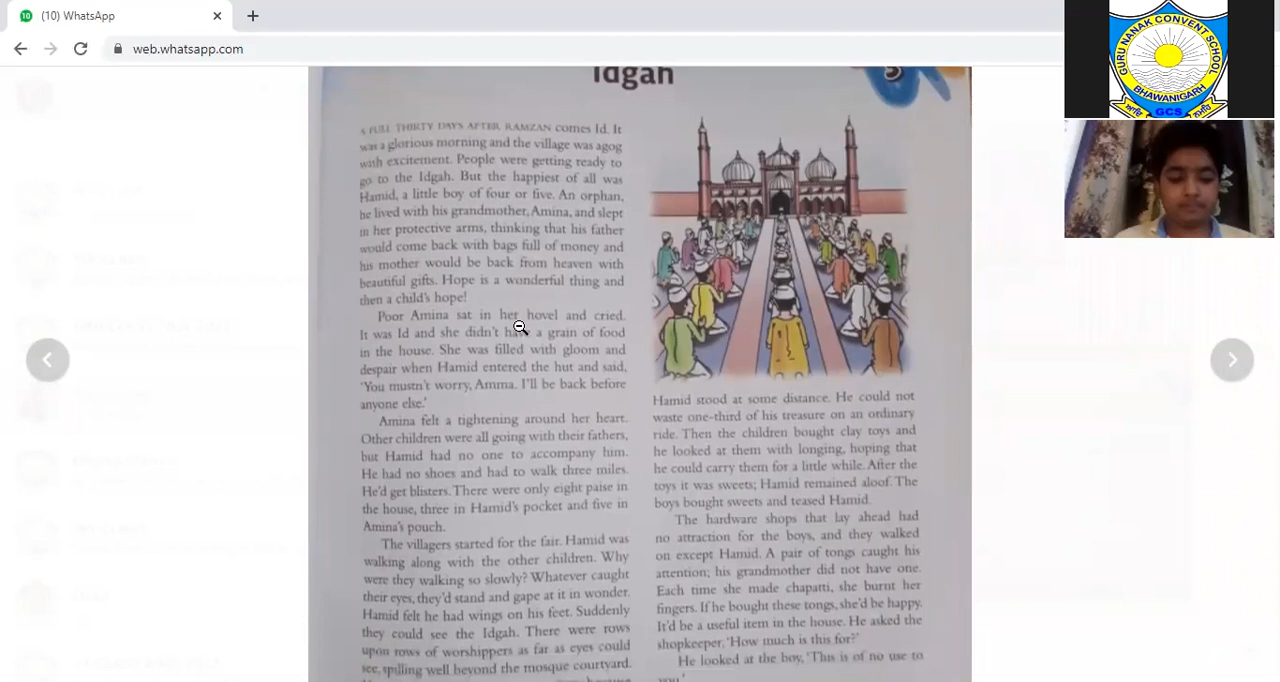 (10) WhatsApp
web.whatsapp.com
Idgah
A FULL THIRTY DAYS AFTER RAMZAN comes Id. It
was a glorious morning and the village was agog
with excitement. People were getting ready to
go to the Idgah. But the happiest of all was
Hamid, a little boy of four or five. An orphan,
he lived with his grandmother, Amina, and slept
in her protective arms, thinking that his father
would come back with bags full of money and
his mother would be back from heaven with
beautiful gifts. Hope is a wonderful thing and
then a child's hope!
Poor Amina sat in her hovel and cried.
It was Id and she didn't have a grain of food
in the house. She was filled with gloom and
despair when Hamid entered the hut and said,
'You mustn't worry, Amma. I'll be back before
anyone else.'
Amina felt a tightening around her heart.
Other children were all going with their fathers,
but Hamid had no one to accompany him.
He had no shoes and had to walk three miles.
He'd get blisters. There were only eight paise in
the house, three in Hamid's pocket and five in
Amina's pouch.
The villagers started for the fair. Hamid was
walking along with the other children. Why
were they walking so slowly? Whatever caught
their eyes, they'd stand and gape at it in wonder.
Hamid felt he had wings on his feet. Suddenly
they could see the Idgah. There were rows
upon rows of worshippers as far as eyes could
see, spilling well beyond the mosque courtyard.
Hamid stood at some distance. He could not
waste one-third of his treasure on an ordinary
ride. Then the children bought clay toys and
he looked at them with longing, hoping that
he could carry them for a little while. After the
toys it was sweets; Hamid remained aloof. The
boys bought sweets and teased Hamid.
The hardware shops that lay ahead had
no attraction for the boys, and they walked
on except Hamid. A pair of tongs caught his
attention; his grandmother did not have one.
Each time she made chapatti, she burnt her
fingers. If he bought these tongs, she'd be happy.
It'd be a useful item in the house. He asked the
shopkeeper, 'How much is this for?'
He looked at the boy, 'This is of no use to
you.'
GURU NANAK CONVENT SCHOOL
BHAWANIGARH
GCS